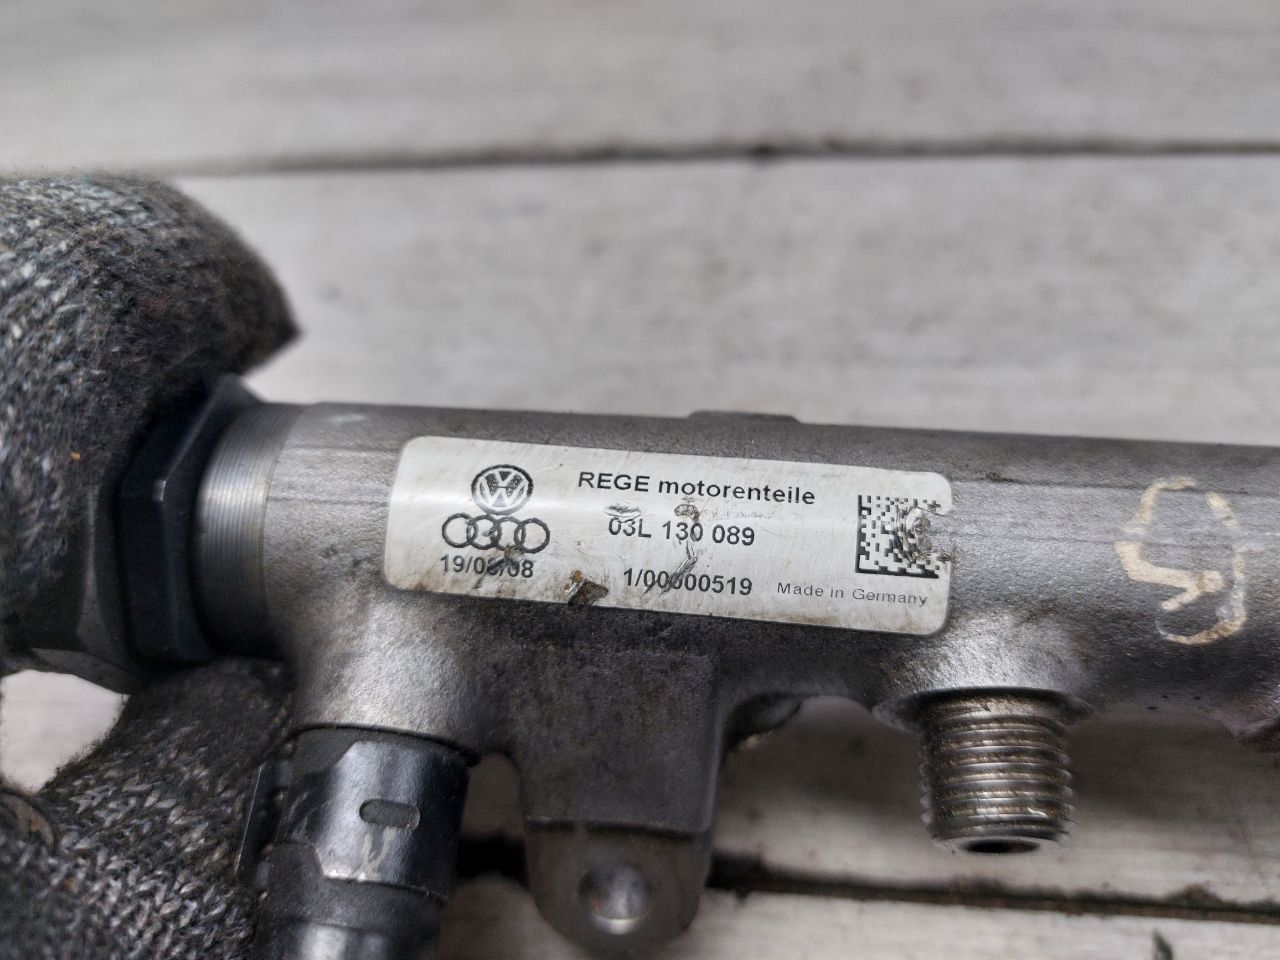 REGE motorenteile
03L 130 089
1/00000519
Made in Germany